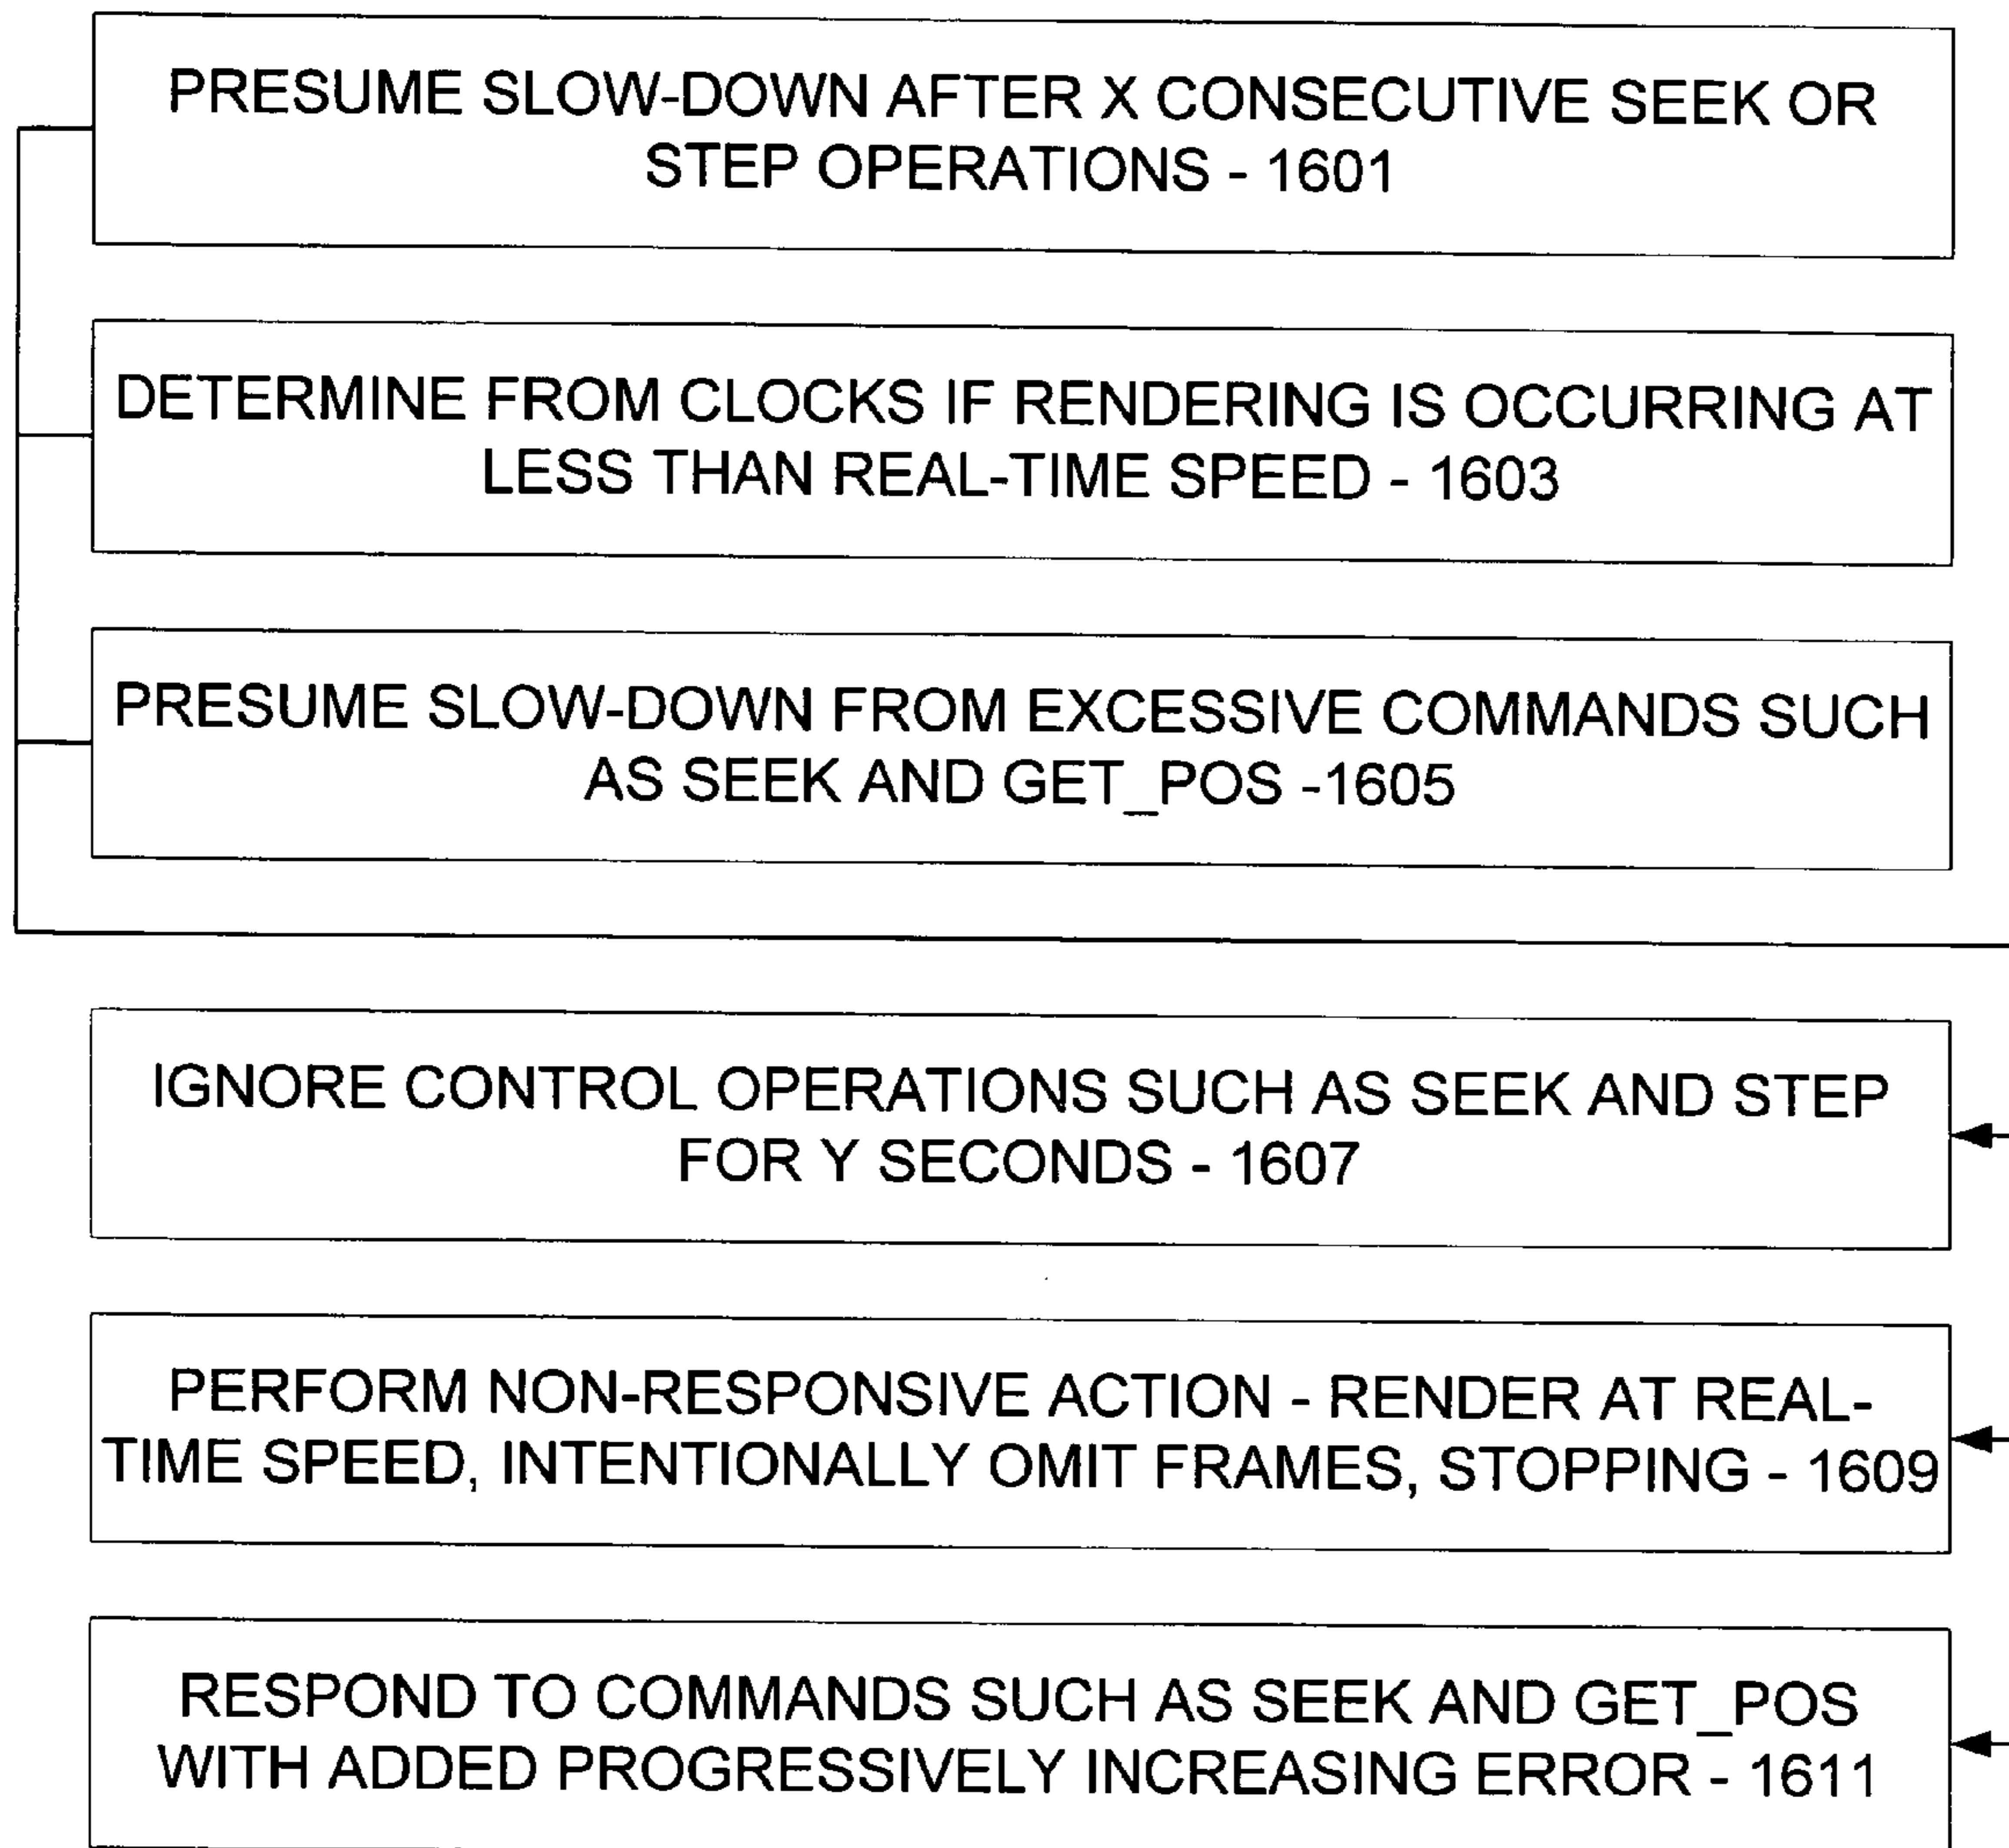 PRESUME SLOW-DOWN AFTER X CONSECUTIVE SEEK OR
STEP OPERATIONS - 1601
DETERMINE FROM CLOCKS IF RENDERING IS OCCURRING AT
LESS THAN REAL-TIME SPEED - 1603
PRESUME SLOW-DOWN FROM EXCESSIVE COMMANDS SUCH
AS SEEK AND GET_POS -1605
IGNORE CONTROL OPERATIONS SUCH AS SEEK AND STEP
FOR Y SECONDS - 1607
PERFORM NON-RESPONSIVE ACTION - RENDER AT REAL-
TIME SPEED, INTENTIONALLY OMIT FRAMES, STOPPING - 1609
RESPOND TO COMMANDS SUCH AS SEEK AND GET_POS
WITH ADDED PROGRESSIVELY INCREASING ERROR - 1611